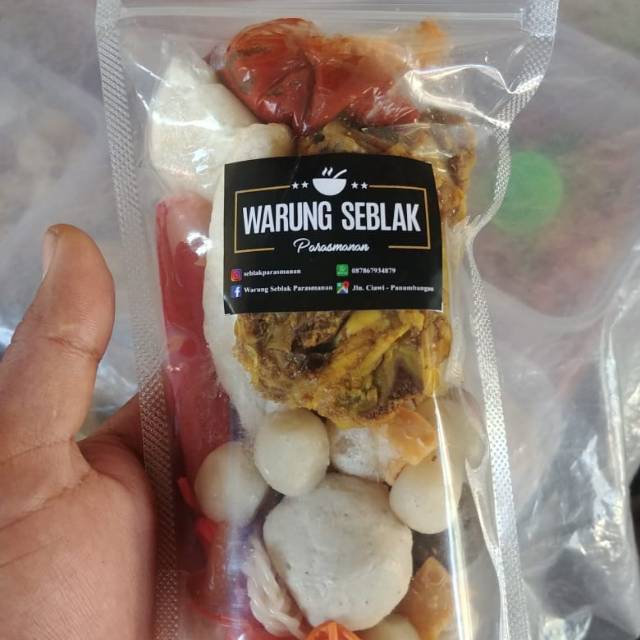 WARUNG SEBLAK
Parasmanan
seblakparasmanan
087867934879
Warung Seblak Parasmanan
Jln. Ciawi - Panumbangan